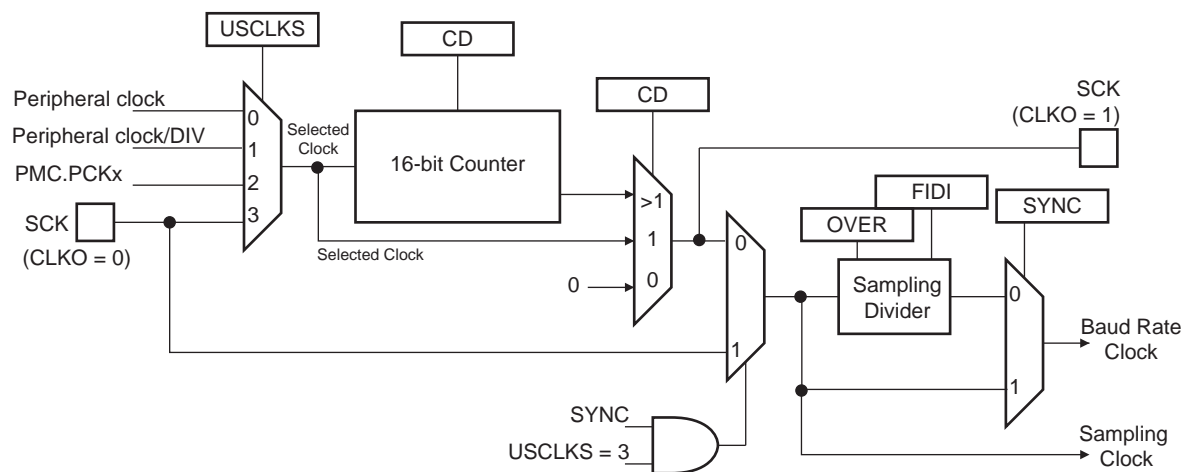 USCLKS
CD
CD
SCK
(CLKO = 1)
Peripheral clock
Peripheral clock/DIV
PMC.PCKx
SCK
(CLKO = 0)
0
1
2
3
Selected
Clock
16-bit Counter
Selected Clock
0
>1
1
0
0
1
FIDI
OVER
SYNC
Sampling
Divider
0
1
Baud Rate
Clock
SYNC
USCLKS = 3
Sampling
Clock